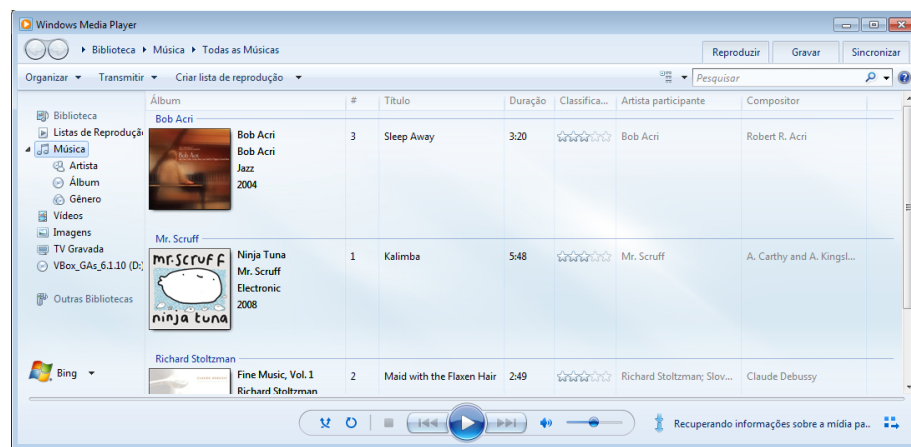 Windows Media Player
Biblioteca Música Todas as Músicas
Reproduzir Gravar Sincronizar
Organizar Transmitir Criar lista de reprodução
Pesquisar
Álbum # Título Duração Classifica... Artista participante Compositor
Biblioteca
Listas de Reproduçã
Música
Artista
Álbum
Gênero
Vídeos
Imagens
TV Gravada
VBox_GAs_6.1.10 (D:)
Outras Bibliotecas
Bing
Bob Acri
Bob Acri 3 Sleep Away 3:20 Bob Acri Robert R. Acri
Bob Acri
Jazz
2004
Mr. Scruff
mr.scruff
ninja tuna
Ninja Tuna 1 Kalimba 5:48 Mr. Scruff A. Carthy and A. Kingsl...
Mr. Scruff
Electronic
2008
Richard Stoltzman
Fine Music, Vol. 1 2 Maid with the Flaxen Hair 2:49 Richard Stoltzman; Slov... Claude Debussy
Richard Stoltzman
Recuperando informações sobre a mídia pa..